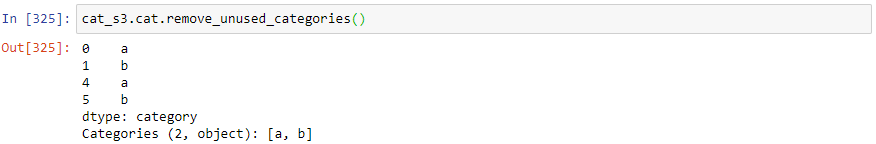 In [325]: cat_s3.cat.remove_unused_categories()
Out[325]: 0    a
1    b
4    a
5    b
dtype: category
Categories (2, object): [a, b]